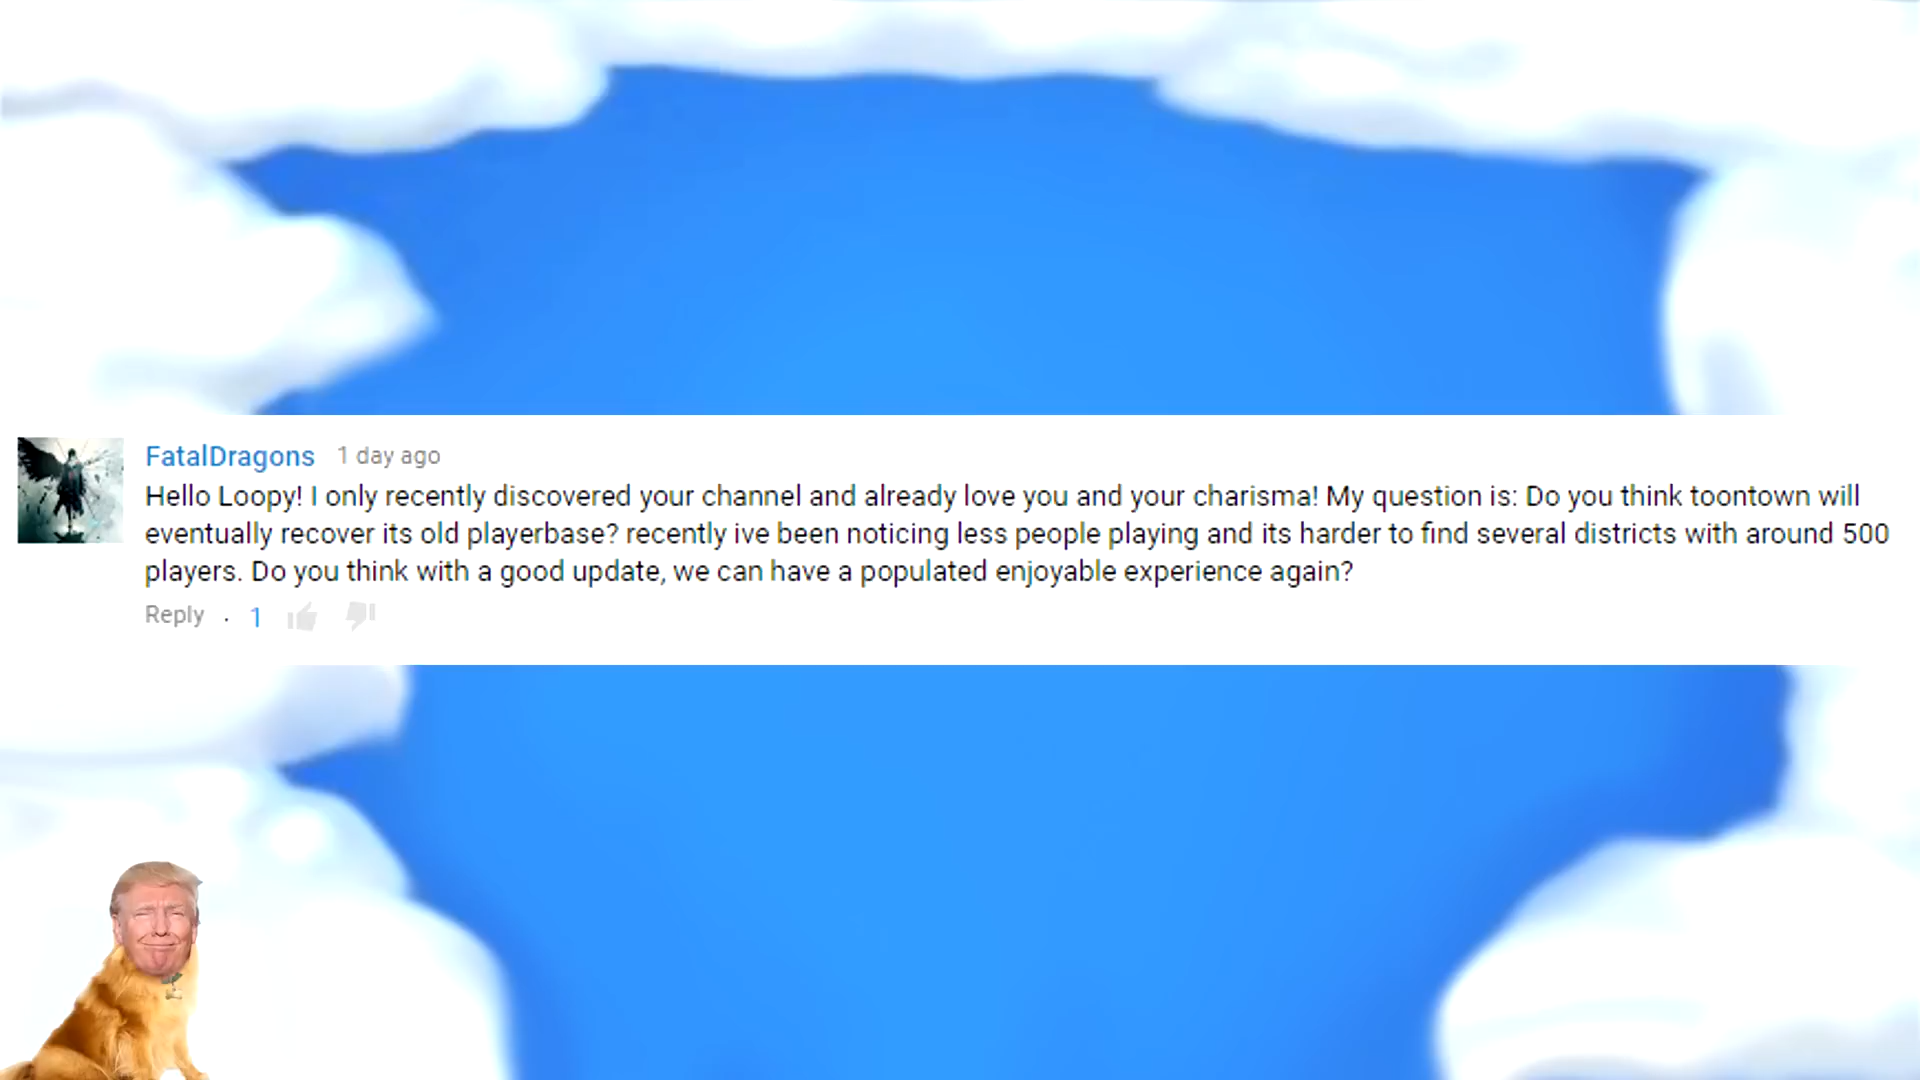 FatalDragons 1 day ago
Hello Loopy! I only recently discovered your channel and already love you and your charisma! My question is: Do you think toontown will
eventually recover its old playerbase? recently ive been noticing less people playing and its harder to find several districts with around 500
players. Do you think with a good update, we can have a populated enjoyable experience again?
Reply · 1